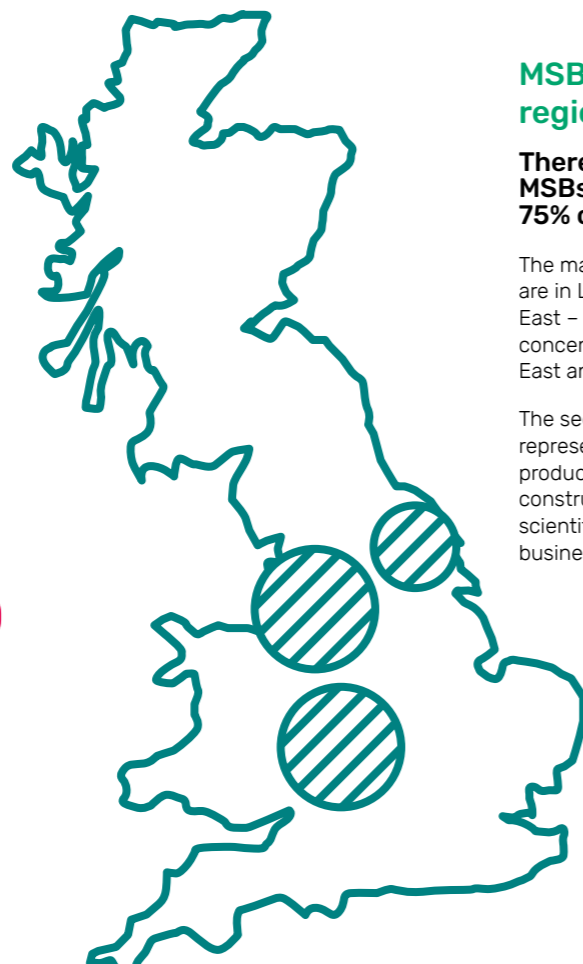 MSB
regi
There
MSBs
75%
The ma
are in L
East –
concer
East a
The se
represe
produc
constru
scientif
busine